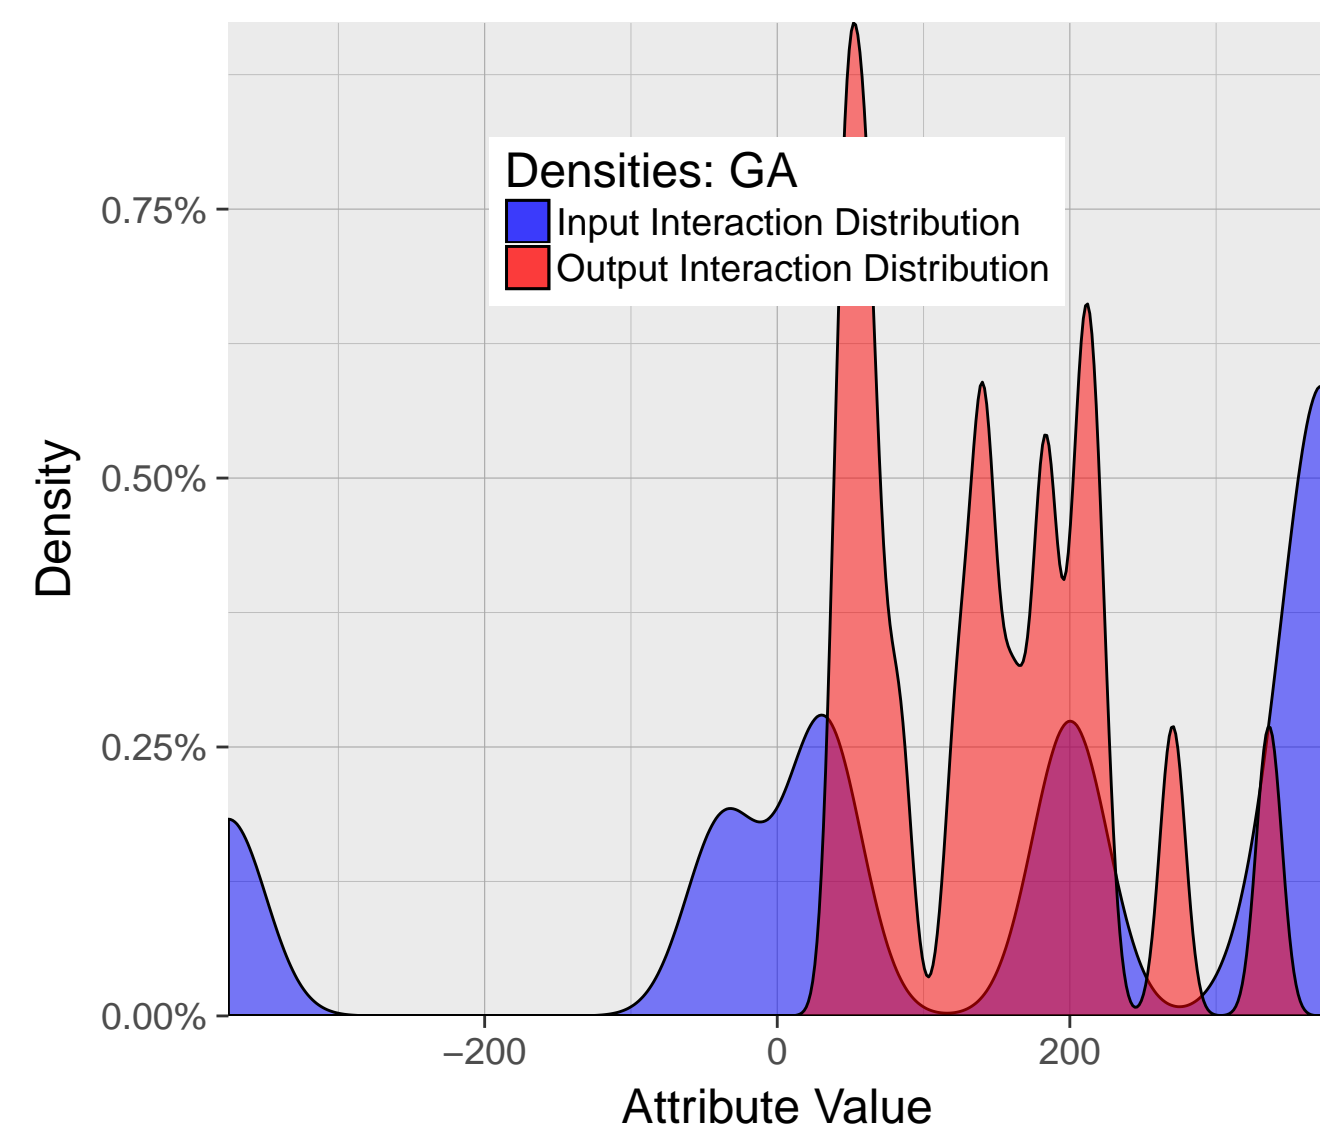 Densities: GA
Input Interaction Distribution
Output Interaction Distribution
Density
0.75%
0.50%
0.25%
0.00%
−200 0 200
Attribute Value